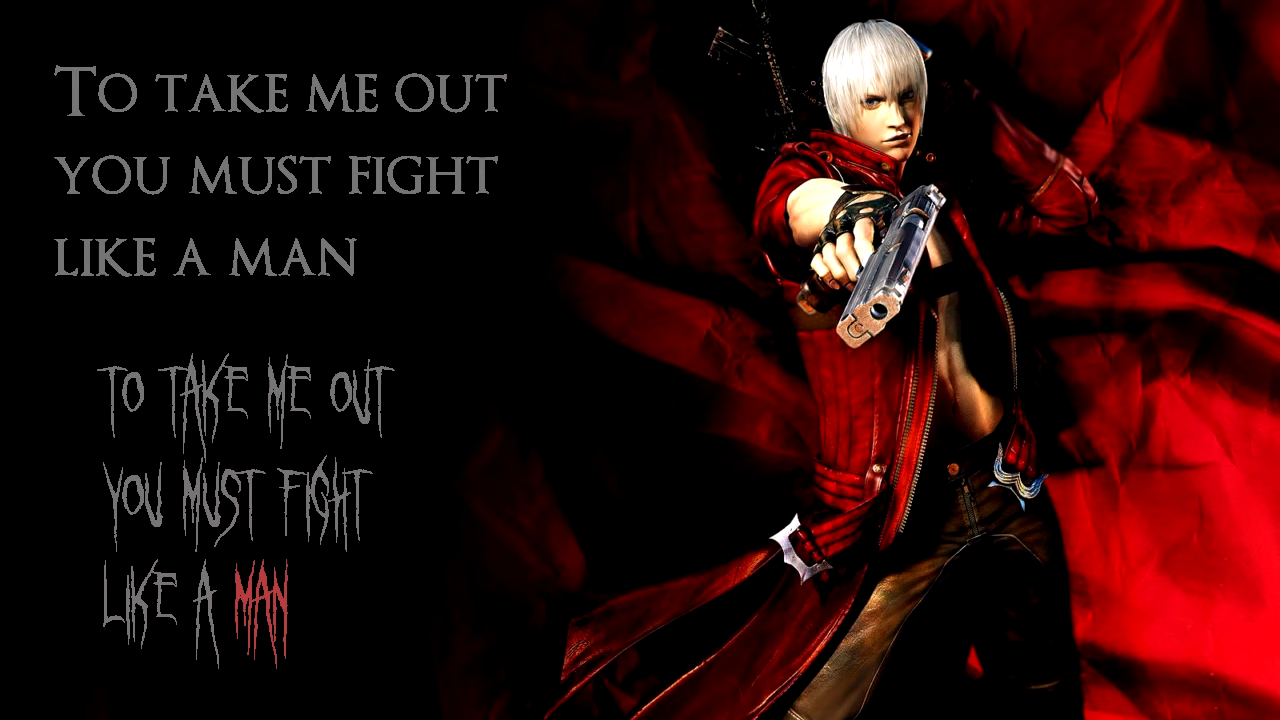 To take me out
you must fight
like a man
TO TAKE ME OUT
YOU MUST FIGHT
LIKE A MAN